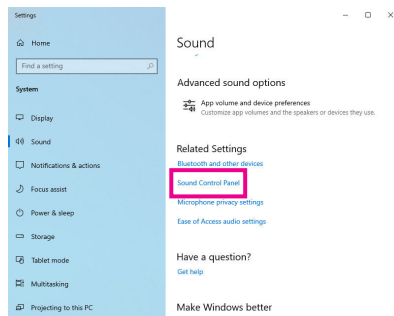 Settings
Home
Find a setting
System
Display
Sound
Notifications & actions
Focus assist
Power & sleep
Storage
Tablet mode
Multitasking
Projecting to this PC
Sound
Advanced sound options
App volume and device preferences
Customize app volumes and the speakers or devices they use.
Related Settings
Bluetooth and other devices
Sound Control Panel
Microphone privacy settings
Ease of Access audio settings
Have a question?
Get help
Make Windows better